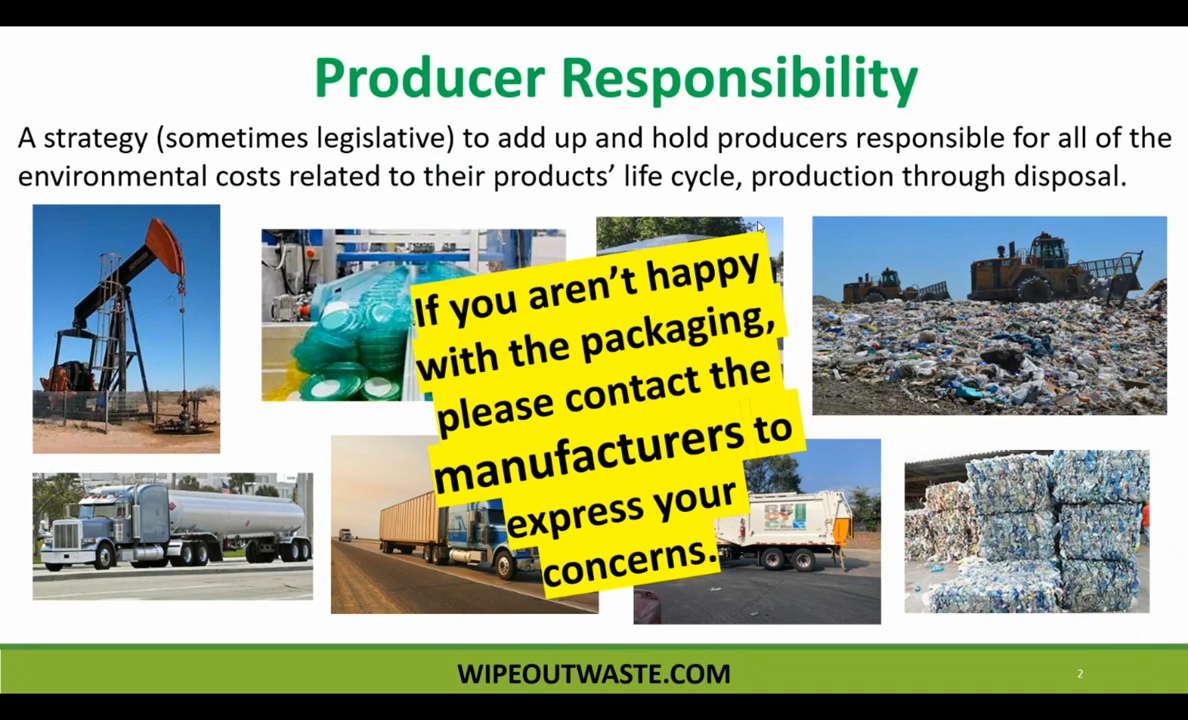 Producer Responsibility
A strategy (sometimes legislative) to add up and hold producers responsible for all of the
environmental costs related to their products’ life cycle, production through disposal.
If you aren’t happy
with the packaging,
please contact the
manufacturers to
express your
concerns.
WIPEOUTWASTE.COM
2